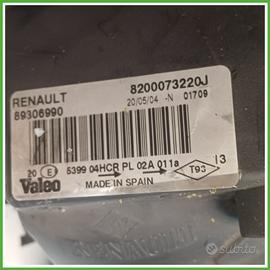 RENAULT 8200073220J
89306990 20/05/04 -N 01709
20 E 5399 04HCR PL 02A 011a
Valeo MADE IN SPAIN T93 I3
RENAULT
subito